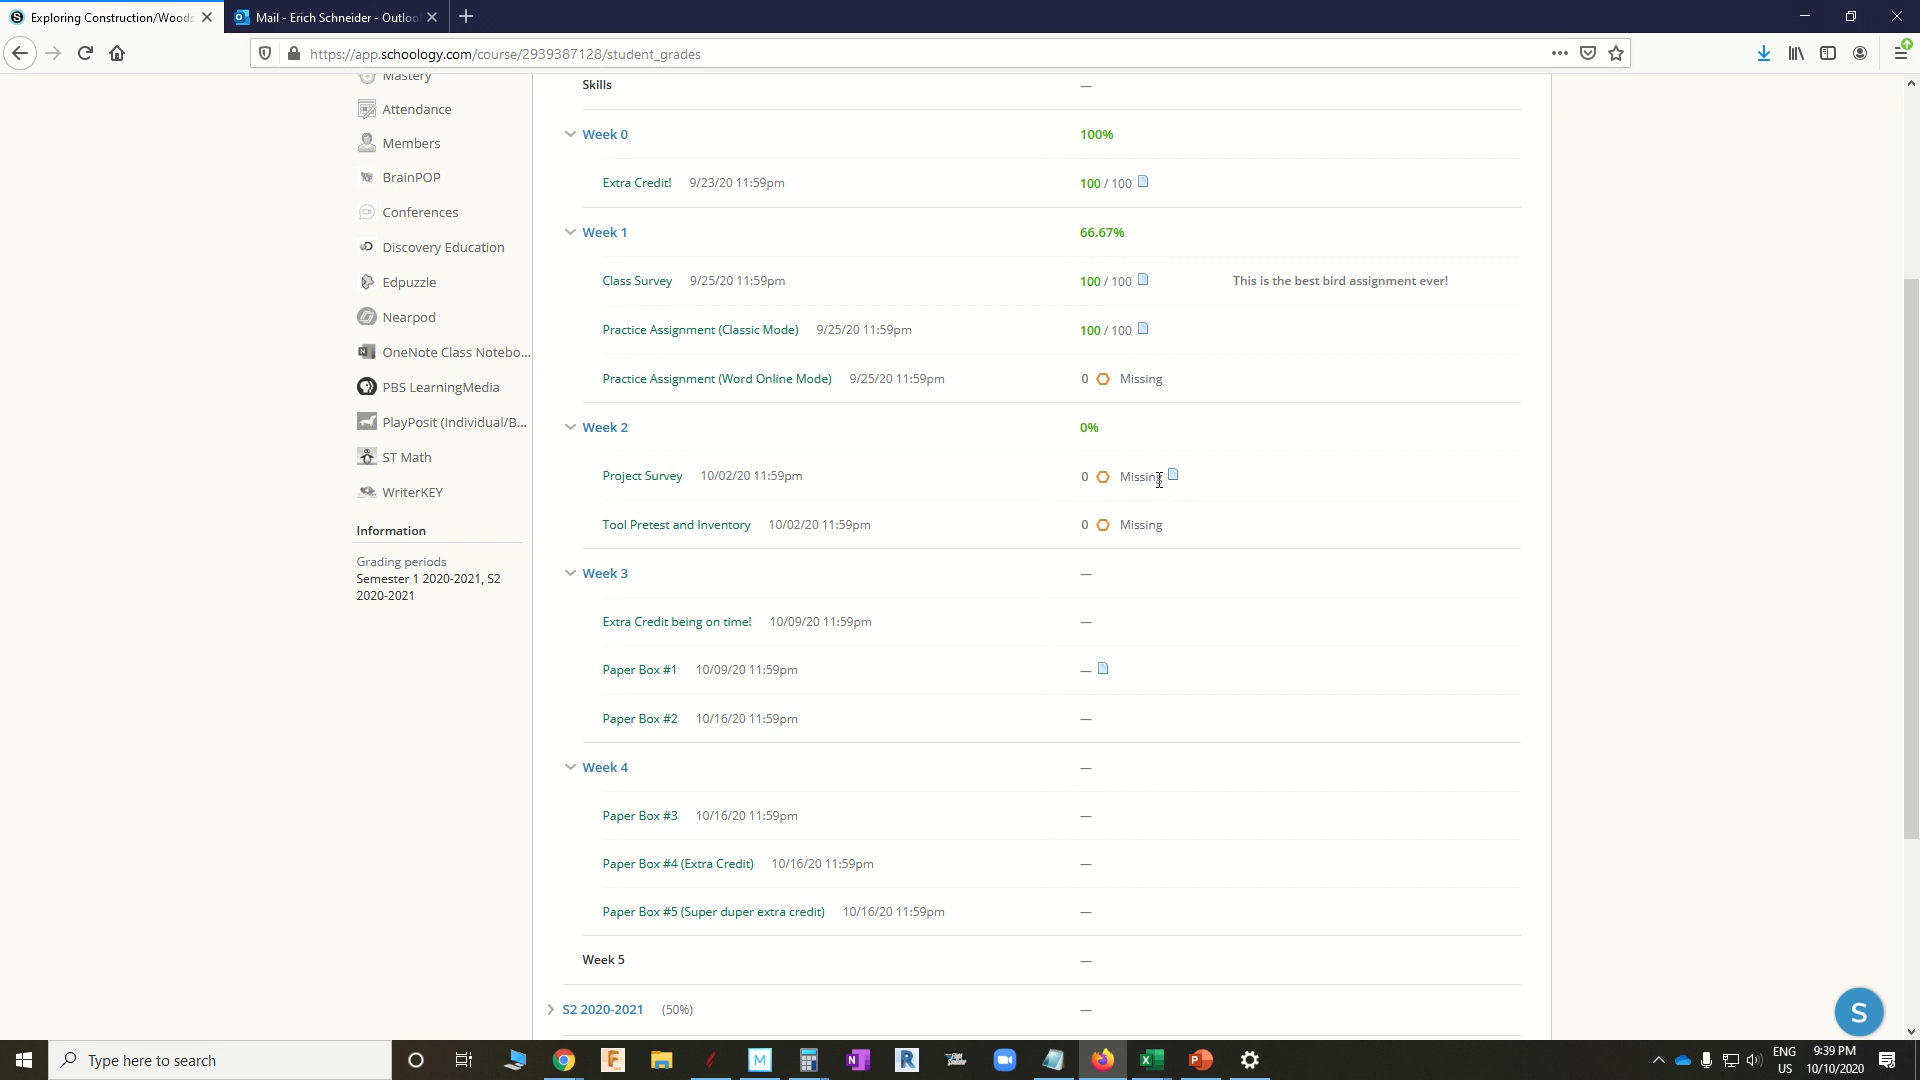 Exploring Construction/Woods
Mail - Erich Schneider - Outloo
https://app.schoology.com/course/2939387128/student_grades
Mastery
Attendance
Members
BrainPOP
Conferences
Discovery Education
Edpuzzle
Nearpod
OneNote Class Notebo...
PBS LearningMedia
PlayPosit (Individual/B...
ST Math
WriterKEY
Information
Grading periods
Semester 1 2020-2021, S2
2020-2021
Skills —
Week 0 100%
Extra Credit! 9/23/20 11:59pm 100 / 100
Week 1 66.67%
Class Survey 9/25/20 11:59pm 100 / 100 This is the best bird assignment ever!
Practice Assignment (Classic Mode) 9/25/20 11:59pm 100 / 100
Practice Assignment (Word Online Mode) 9/25/20 11:59pm 0 Missing
Week 2 0%
Project Survey 10/02/20 11:59pm 0 Missing
Tool Pretest and Inventory 10/02/20 11:59pm 0 Missing
Week 3 —
Extra Credit being on time! 10/09/20 11:59pm —
Paper Box #1 10/09/20 11:59pm —
Paper Box #2 10/16/20 11:59pm —
Week 4 —
Paper Box #3 10/16/20 11:59pm —
Paper Box #4 (Extra Credit) 10/16/20 11:59pm —
Paper Box #5 (Super duper extra credit) 10/16/20 11:59pm —
Week 5 —
S2 2020-2021 (50%) —
S
Type here to search
ENG
US
9:39 PM
10/10/2020